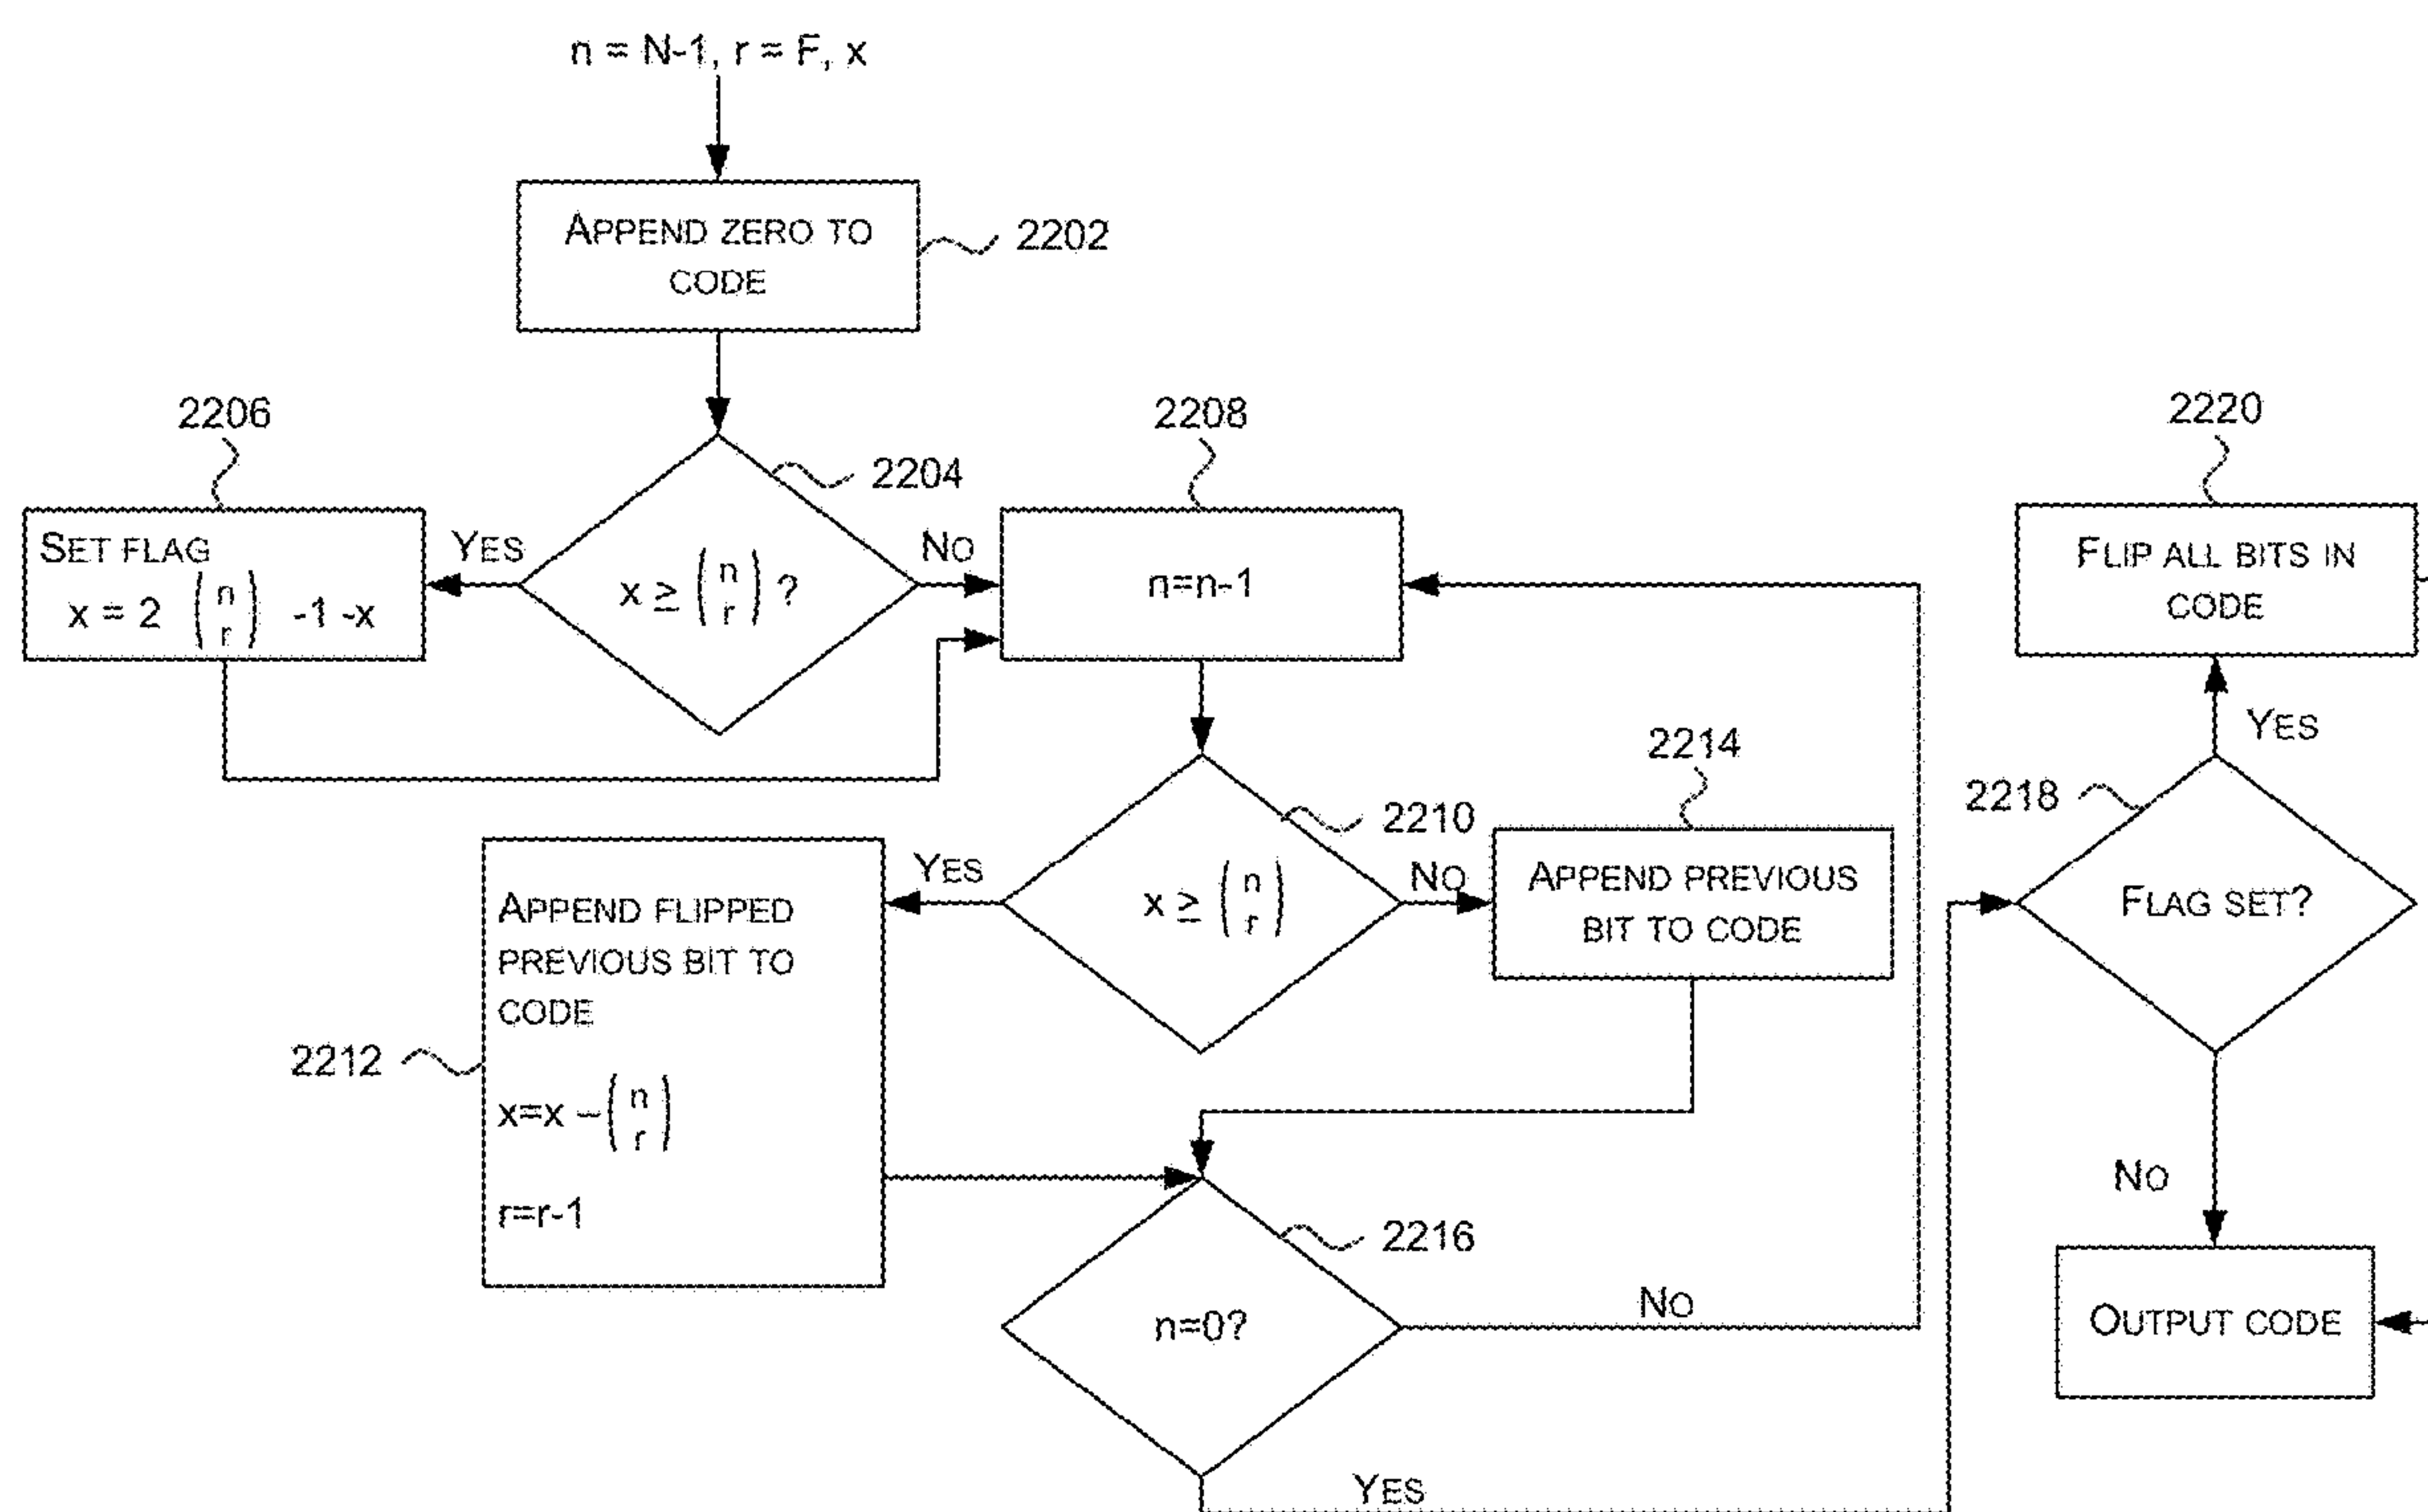 n = N-1, r = F, x
APPEND ZERO TO
CODE
2202
2206
2204
2208
2220
SET FLAG
x = 2 (n r) -1 -x
YES
x ≥ (n r) ?
NO
n=n-1
FLIP ALL BITS IN
CODE
YES
2214
2218
2210
YES
x ≥ (n r)
NO
APPEND PREVIOUS
BIT TO CODE
FLAG SET?
APPEND FLIPPED
PREVIOUS BIT TO
CODE
2212
x=x – (n r)
r=r-1
NO
2216
n=0?
NO
OUTPUT CODE
YES